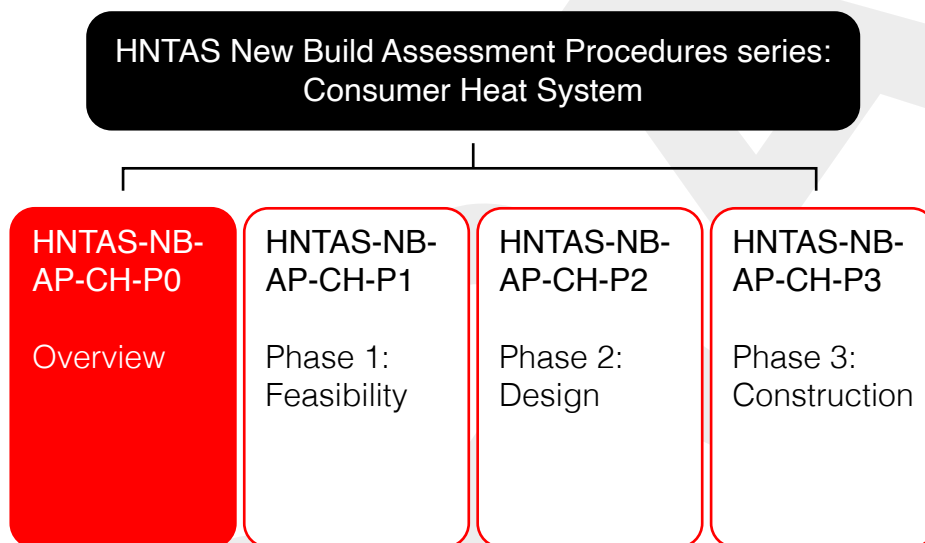 HNTAS New Build Assessment Procedures series:
Consumer Heat System
HNTAS-NB-
AP-CH-P0
Overview
HNTAS-NB-
AP-CH-P1
Phase 1:
Feasibility
HNTAS-NB-
AP-CH-P2
Phase 2:
Design
HNTAS-NB-
AP-CH-P3
Phase 3:
Construction